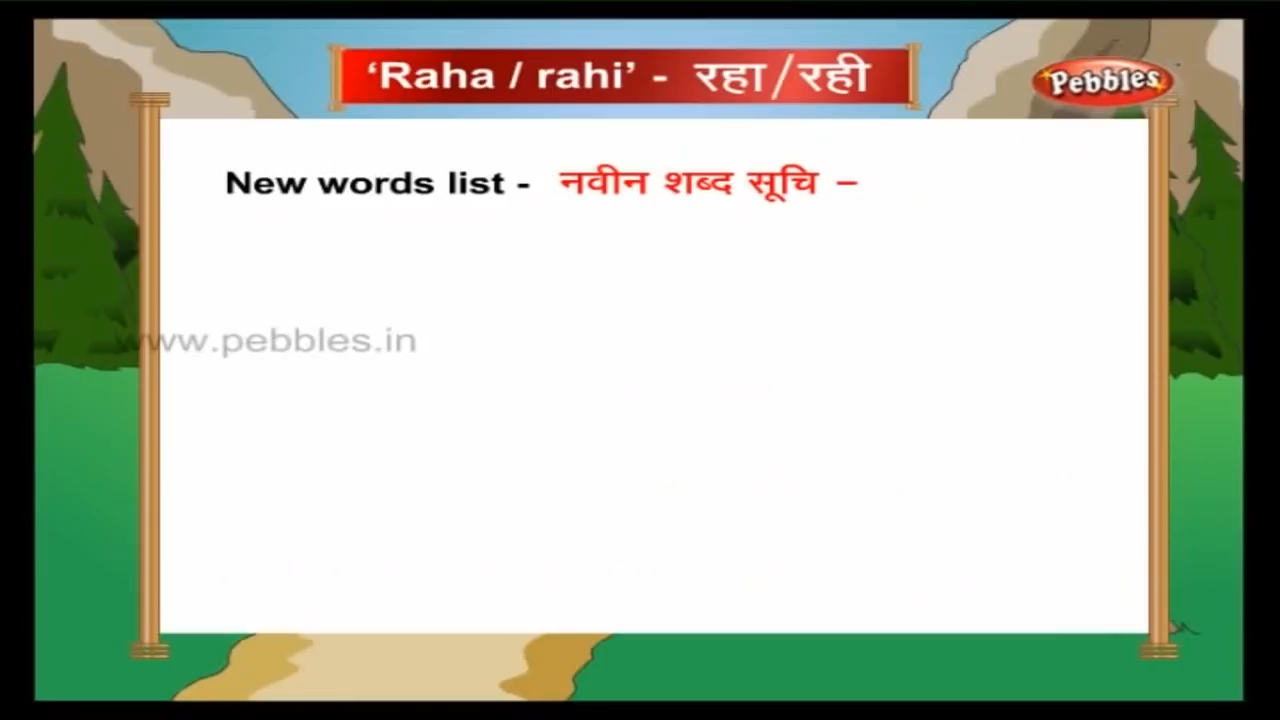 ‘Raha / rahi’ - रहा/रही
Pebbles
New words list - नवीन शब्द सूचि –
www.pebbles.in